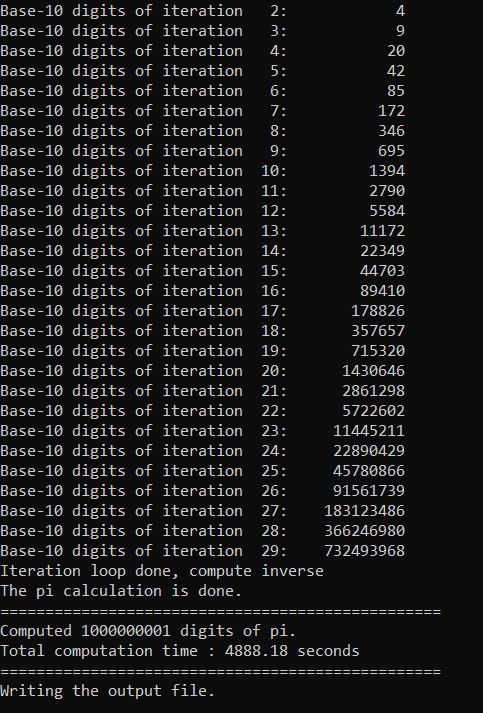 Base-10 digits of iteration   2:            4
Base-10 digits of iteration   3:            9
Base-10 digits of iteration   4:           20
Base-10 digits of iteration   5:           42
Base-10 digits of iteration   6:           85
Base-10 digits of iteration   7:          172
Base-10 digits of iteration   8:          346
Base-10 digits of iteration   9:          695
Base-10 digits of iteration  10:         1394
Base-10 digits of iteration  11:         2790
Base-10 digits of iteration  12:         5584
Base-10 digits of iteration  13:        11172
Base-10 digits of iteration  14:        22349
Base-10 digits of iteration  15:        44703
Base-10 digits of iteration  16:        89410
Base-10 digits of iteration  17:       178826
Base-10 digits of iteration  18:       357657
Base-10 digits of iteration  19:       715320
Base-10 digits of iteration  20:      1430646
Base-10 digits of iteration  21:      2861298
Base-10 digits of iteration  22:      5722602
Base-10 digits of iteration  23:     11445211
Base-10 digits of iteration  24:     22890429
Base-10 digits of iteration  25:     45780866
Base-10 digits of iteration  26:     91561739
Base-10 digits of iteration  27:    183123486
Base-10 digits of iteration  28:    366246980
Base-10 digits of iteration  29:    732493968
Iteration loop done, compute inverse
The pi calculation is done.
=================================================
Computed 1000000001 digits of pi.
Total computation time : 4888.18 seconds
=================================================
Writing the output file.